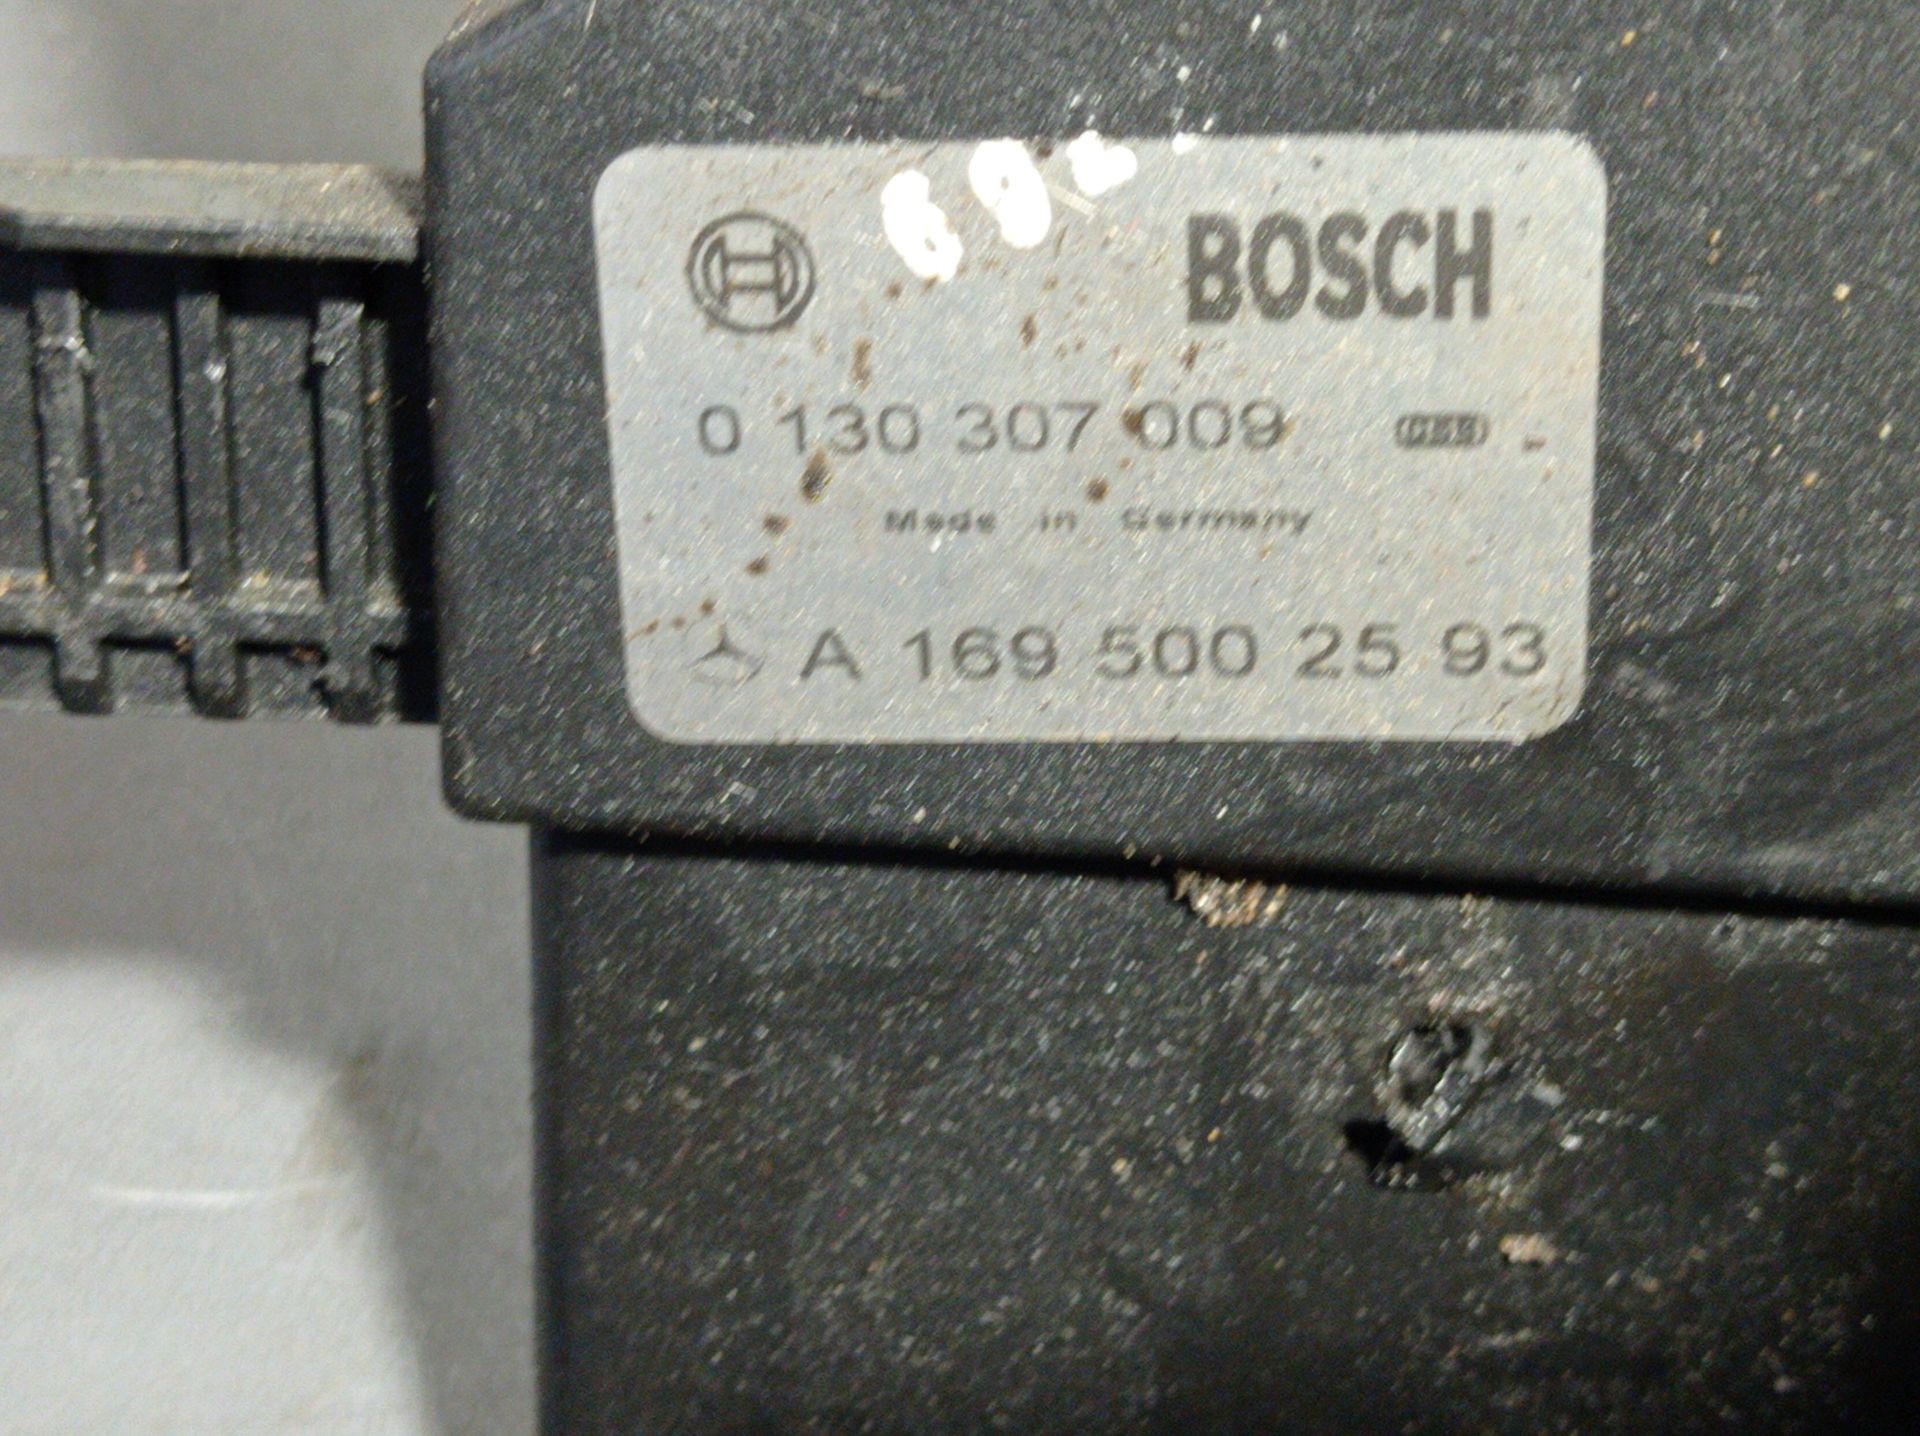 BOSCH
0 130 307 009
Made in Germany
A 169 500 25 93